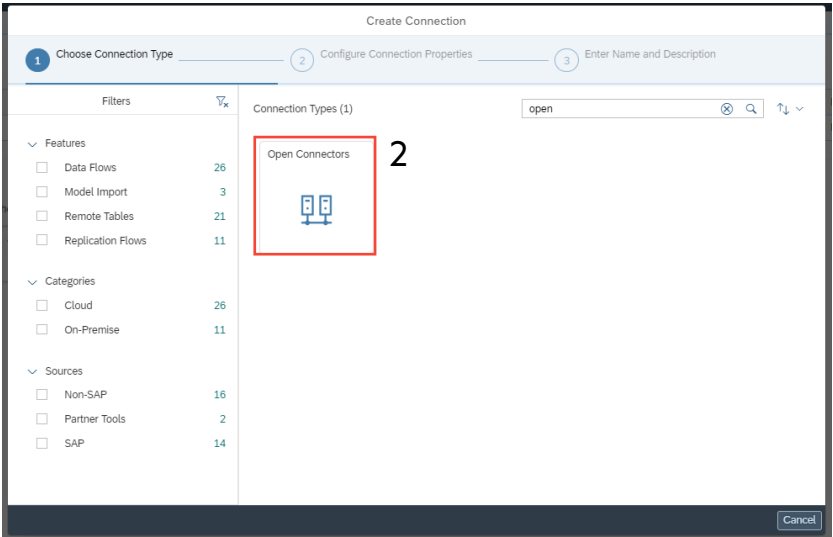 Create Connection
1 Choose Connection Type 2 Configure Connection Properties 3 Enter Name and Description
Filters
Features
Data Flows 26
Model Import 3
Remote Tables 21
Replication Flows 11
Categories
Cloud 26
On-Premise 11
Sources
Non-SAP 16
Partner Tools 2
SAP 14
Connection Types (1) open
Open Connectors 2
Cancel